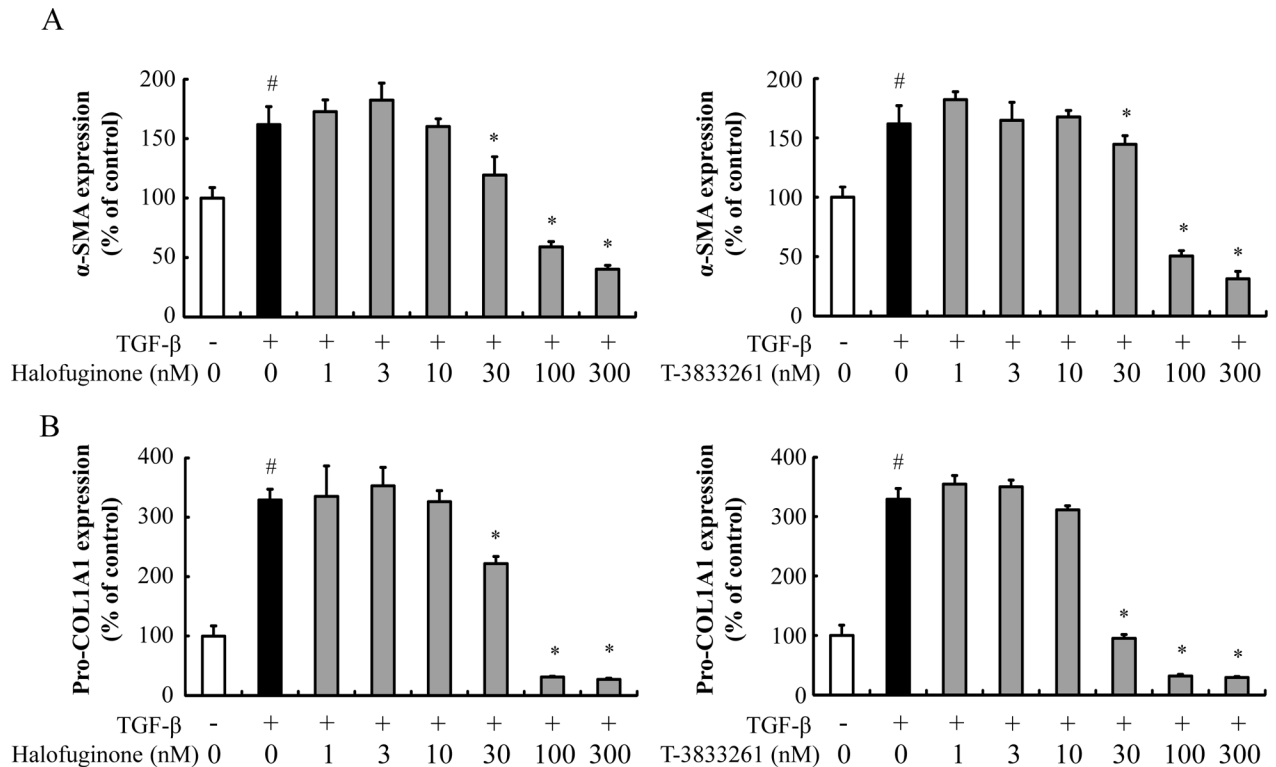 A
α-SMA expression
(% of control)
200
150
100
50
0
#
*
*
*
TGF-β - + + + + + + +
Halofuginone (nM) 0 0 1 3 10 30 100 300
α-SMA expression
(% of control)
200
150
100
50
0
#
*
*
*
TGF-β - + + + + + + +
T-3833261 (nM) 0 0 1 3 10 30 100 300
B
Pro-COL1A1 expression
(% of control)
400
300
200
100
0
#
*
*
*
TGF-β - + + + + + + +
Halofuginone (nM) 0 0 1 3 10 30 100 300
Pro-COL1A1 expression
(% of control)
400
300
200
100
0
#
*
*
*
TGF-β - + + + + + + +
T-3833261 (nM) 0 0 1 3 10 30 100 300